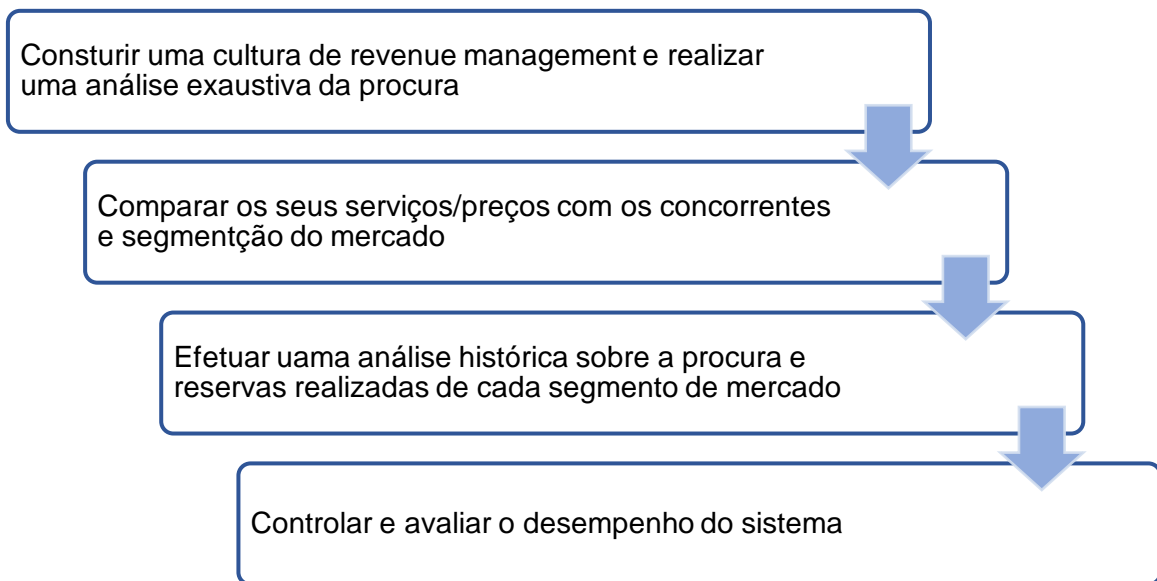 Consturir uma cultura de revenue management e realizar
uma análise exaustiva da procura
Comparar os seus serviços/preços com os concorrentes
e segmentção do mercado
Efetuar uama análise histórica sobre a procura e
reservas realizadas de cada segmento de mercado
Controlar e avaliar o desempenho do sistema